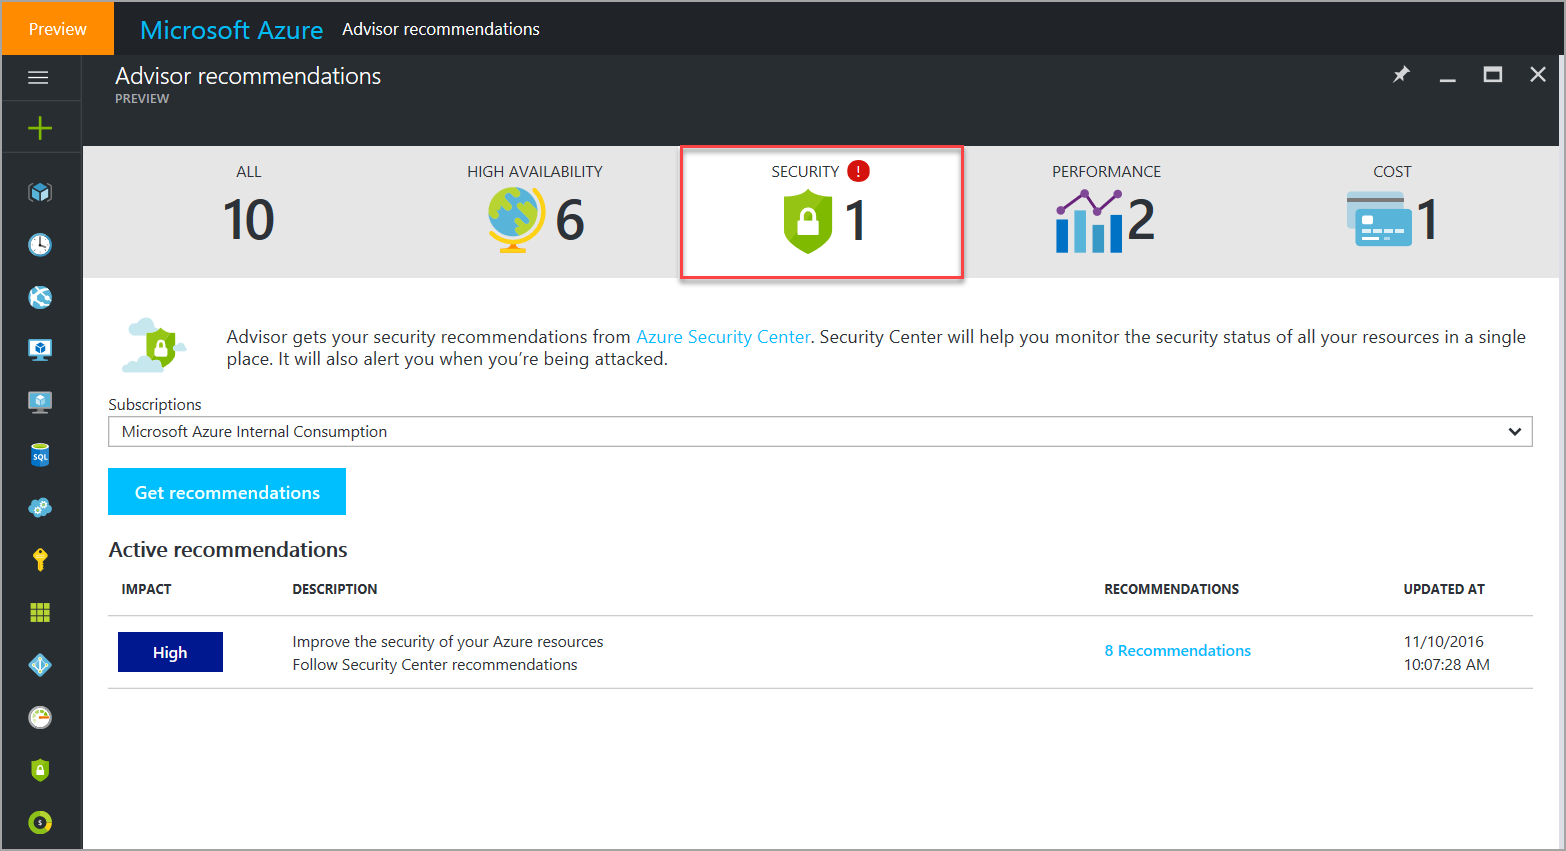 Preview
Microsoft Azure Advisor recommendations
Advisor recommendations
PREVIEW
ALL
10
HIGH AVAILABILITY
6
SECURITY !
1
PERFORMANCE
2
COST
1
Advisor gets your security recommendations from Azure Security Center. Security Center will help you monitor the security status of all your resources in a single
place. It will also alert you when you’re being attacked.
Subscriptions
Microsoft Azure Internal Consumption
Get recommendations
Active recommendations
IMPACT DESCRIPTION RECOMMENDATIONS UPDATED AT
High
Improve the security of your Azure resources
Follow Security Center recommendations
8 Recommendations
11/10/2016
10:07:28 AM
SQL
$